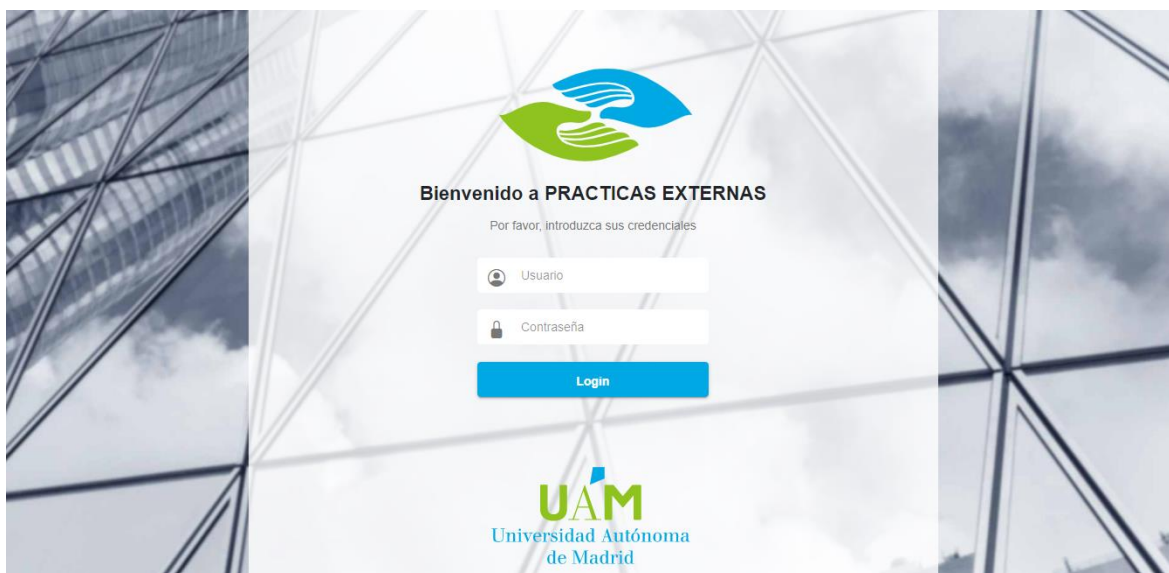 Bienvenido a PRACTICAS EXTERNAS
Por favor, introduzca sus credenciales
Usuario
Contraseña
Login
UAM
Universidad Autónoma
de Madrid